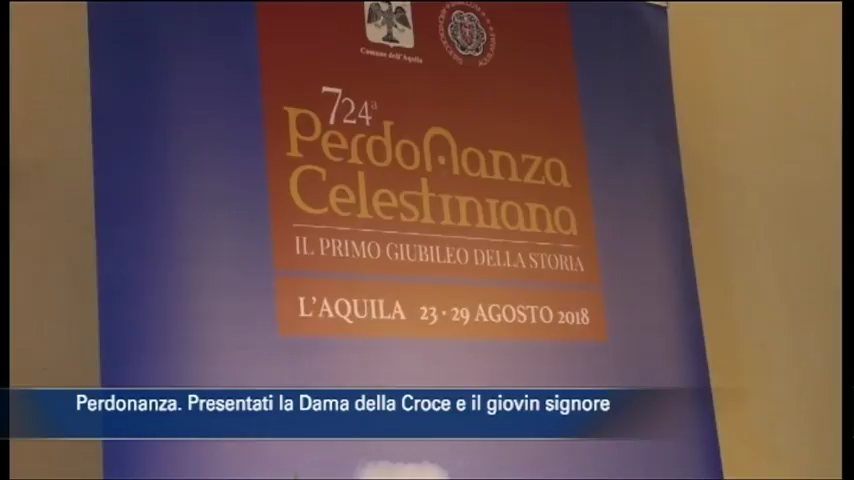 Comune dell'Aquila
724ª
Perdonanza
Celestiniana
IL PRIMO GIUBILEO DELLA STORIA
L'AQUILA 23 - 29 AGOSTO 2018
Perdonanza. Presentati la Dama della Croce e il giovin signore